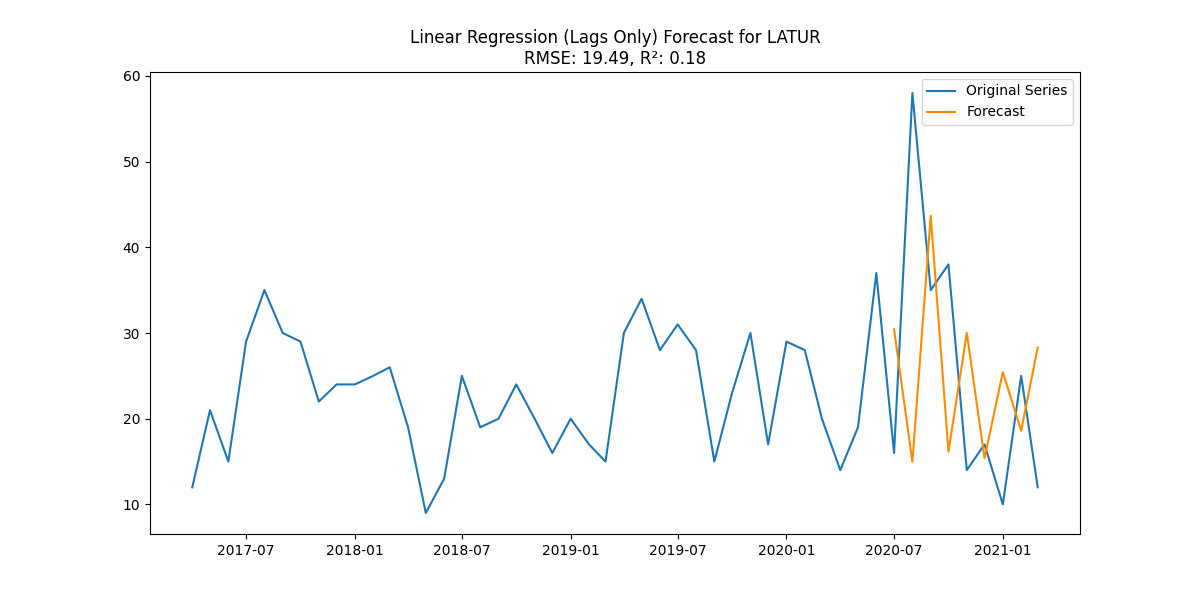 Linear Regression (Lags Only) Forecast for LATUR
RMSE: 19.49, R²: 0.18
Original Series
Forecast
60
50
40
30
20
10
2017-07 2018-01 2018-07 2019-01 2019-07 2020-01 2020-07 2021-01